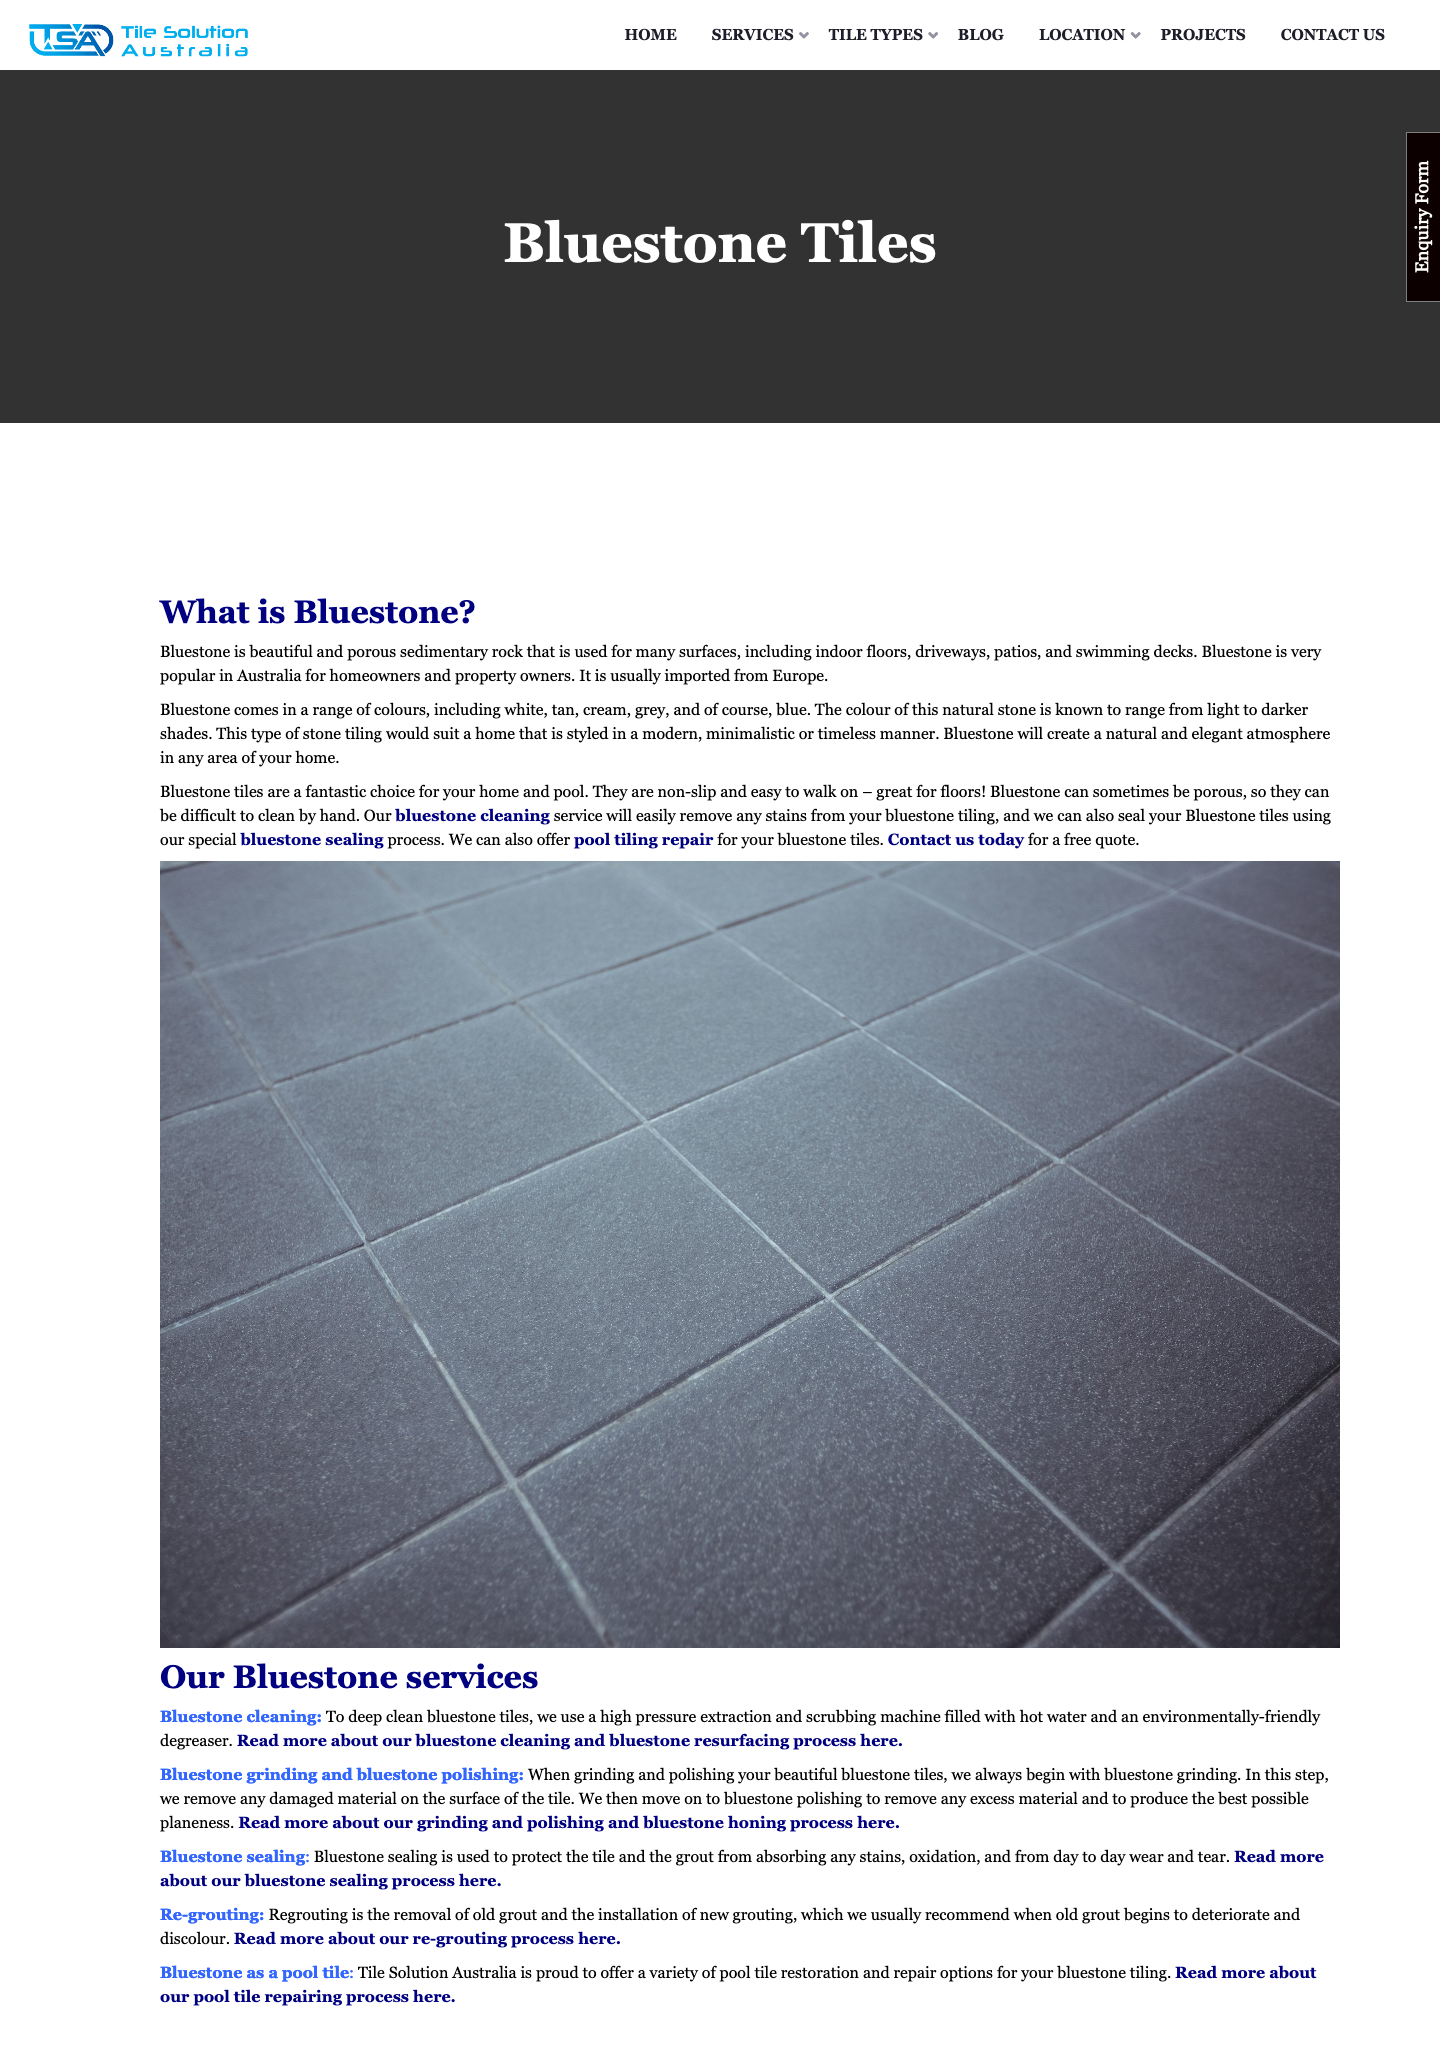 TSA Tile Solution
Australia
HOME SERVICES TILE TYPES BLOG LOCATION PROJECTS CONTACT US
Enquiry Form
Bluestone Tiles
What is Bluestone?
Bluestone is beautiful and porous sedimentary rock that is used for many surfaces, including indoor floors, driveways, patios, and swimming decks. Bluestone is very
popular in Australia for homeowners and property owners. It is usually imported from Europe.
Bluestone comes in a range of colours, including white, tan, cream, grey, and of course, blue. The colour of this natural stone is known to range from light to darker
shades. This type of stone tiling would suit a home that is styled in a modern, minimalistic or timeless manner. Bluestone will create a natural and elegant atmosphere
in any area of your home.
Bluestone tiles are a fantastic choice for your home and pool. They are non-slip and easy to walk on – great for floors! Bluestone can sometimes be porous, so they can
be difficult to clean by hand. Our bluestone cleaning service will easily remove any stains from your bluestone tiling, and we can also seal your Bluestone tiles using
our special bluestone sealing process. We can also offer pool tiling repair for your bluestone tiles. Contact us today for a free quote.
Our Bluestone services
Bluestone cleaning: To deep clean bluestone tiles, we use a high pressure extraction and scrubbing machine filled with hot water and an environmentally-friendly
degreaser. Read more about our bluestone cleaning and bluestone resurfacing process here.
Bluestone grinding and bluestone polishing: When grinding and polishing your beautiful bluestone tiles, we always begin with bluestone grinding. In this step,
we remove any damaged material on the surface of the tile. We then move on to bluestone polishing to remove any excess material and to produce the best possible
planeness. Read more about our grinding and polishing and bluestone honing process here.
Bluestone sealing: Bluestone sealing is used to protect the tile and the grout from absorbing any stains, oxidation, and from day to day wear and tear. Read more
about our bluestone sealing process here.
Re-grouting: Regrouting is the removal of old grout and the installation of new grouting, which we usually recommend when old grout begins to deteriorate and
discolour. Read more about our re-grouting process here.
Bluestone as a pool tile: Tile Solution Australia is proud to offer a variety of pool tile restoration and repair options for your bluestone tiling. Read more about
our pool tile repairing process here.